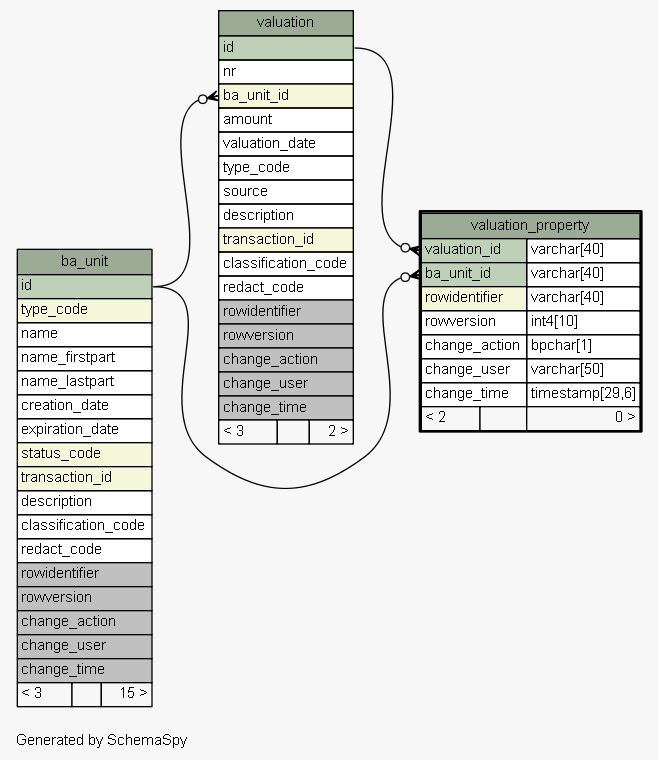 valuation
id
nr
ba_unit_id
amount
valuation_date
type_code
source
description
transaction_id
classification_code
redact_code
rowidentifier
rowversion
change_action
change_user
change_time
< 3 2 >
valuation_property
valuation_id varchar[40]
ba_unit_id varchar[40]
rowidentifier varchar[40]
rowversion int4[10]
change_action bpchar[1]
change_user varchar[50]
change_time timestamp[29,6]
< 2 0 >
ba_unit
id
type_code
name
name_firstpart
name_lastpart
creation_date
expiration_date
status_code
transaction_id
description
classification_code
redact_code
rowidentifier
rowversion
change_action
change_user
change_time
< 3 15 >
Generated by SchemaSpy